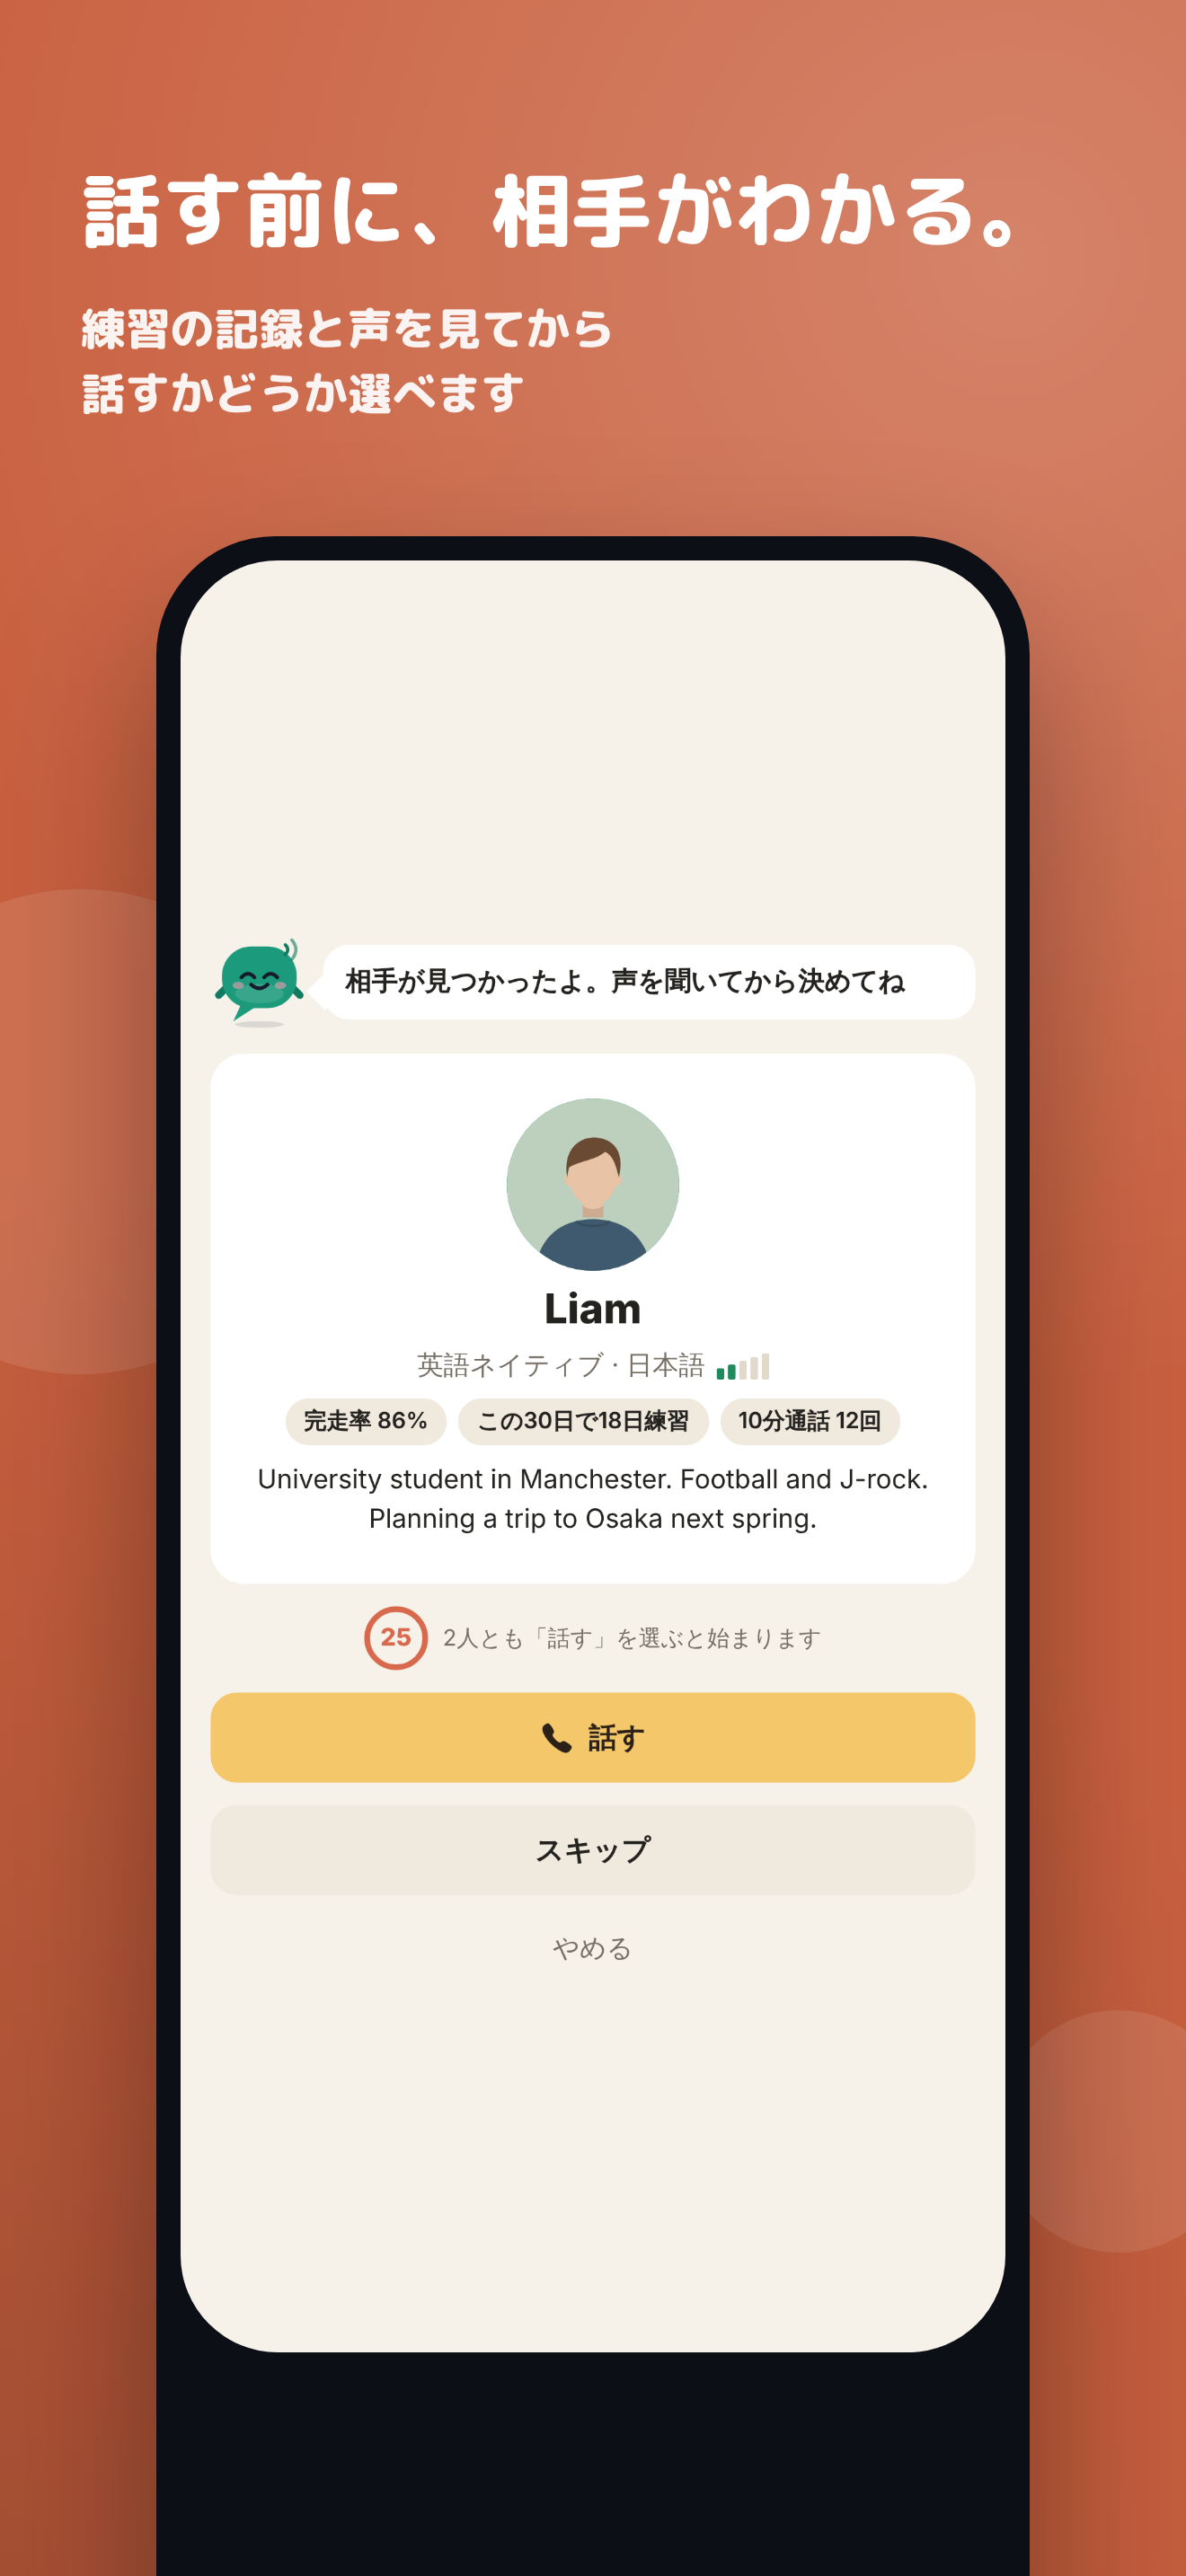 話す前に、相手がわかる。
練習の記録と声を見てから
話すかどうか選べます
相手が見つかったよ。声を聞いてから決めてね
Liam
英語ネイティブ · 日本語
完走率 86% この30日で18日練習 10分通話 12回
University student in Manchester. Football and J-rock.
Planning a trip to Osaka next spring.
25 2人とも「話す」を選ぶと始まります
話す
スキップ
やめる